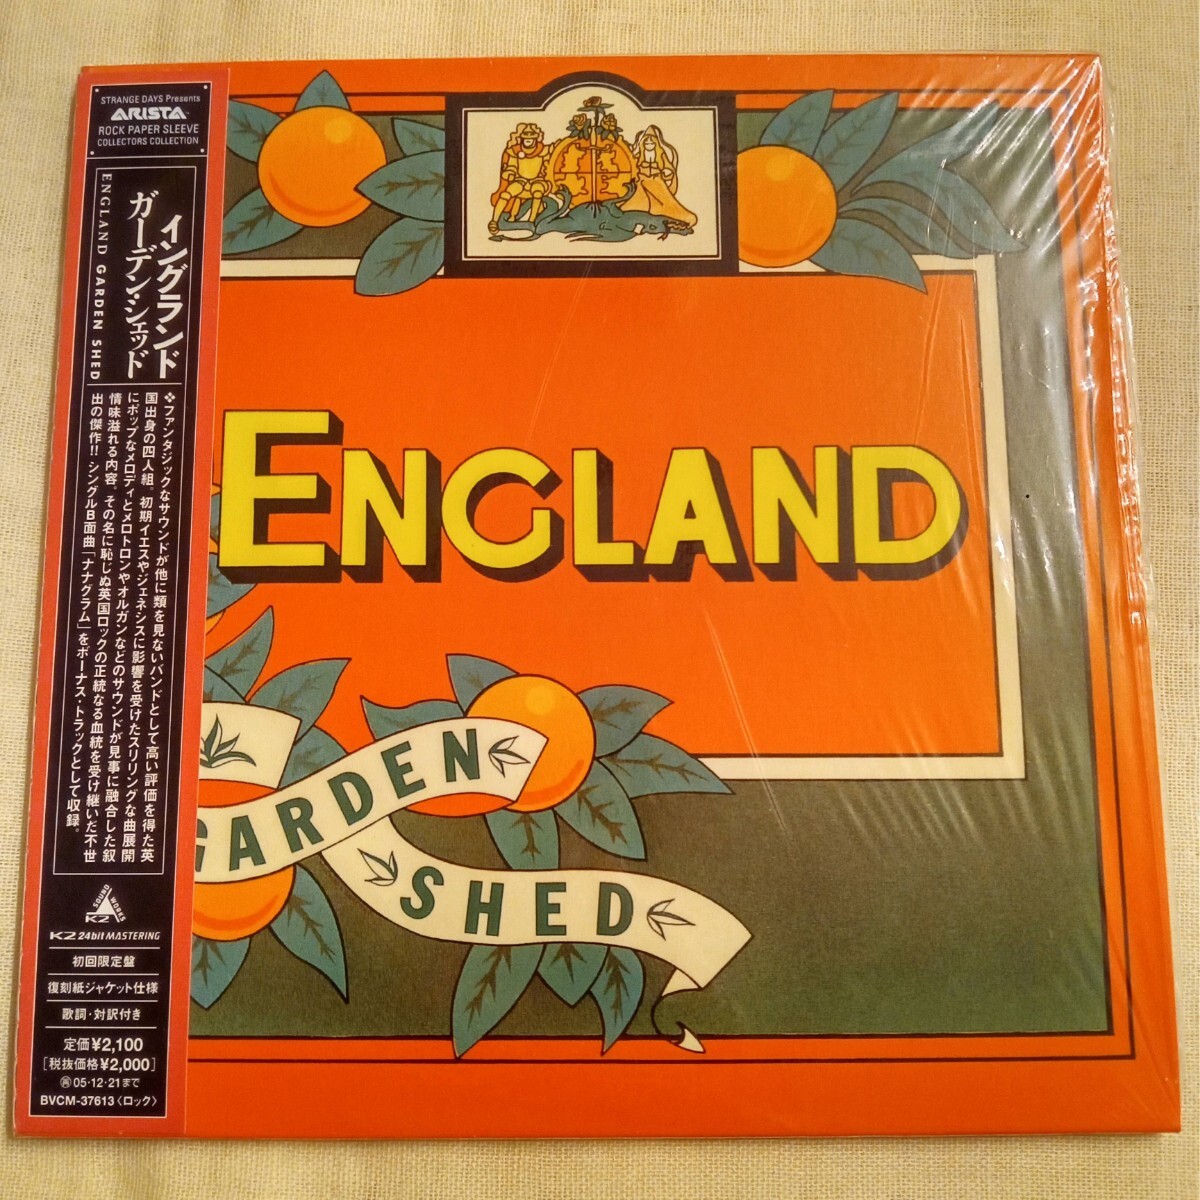 STRANGE DAYS Presents
ARISTA
ROCK PAPER SLEEVE
COLLECTORS COLLECTION
イングランド
ガーデン・シェッド
ENGLAND GARDEN SHED
❖ファンタジックなサウンドが他に類を見ないバンドとして高い評価を得た英
国出身の四人組。初期イエスやジェネシスに影響を受けたスリリングな曲展開
にポップなメロディとメロトロンやオルガンなどのサウンドが見事に融合した叙
情味溢れる内容。その名に恥じぬ英国ロックの正統なる血統を受け継いだ不世
出の傑作!! シングルB面曲「ナナグラム」をボーナス・トラックとして収録。
SOUND WORKS
K2
K2 24bit MASTERING
初回限定盤
復刻紙ジャケット仕様
歌詞・対訳付き
定価¥2,100
[税抜価格¥2,000]
㋘05・12・21まで
BVCM-37613〈ロック〉
ENGLAND
GARDEN
SHED